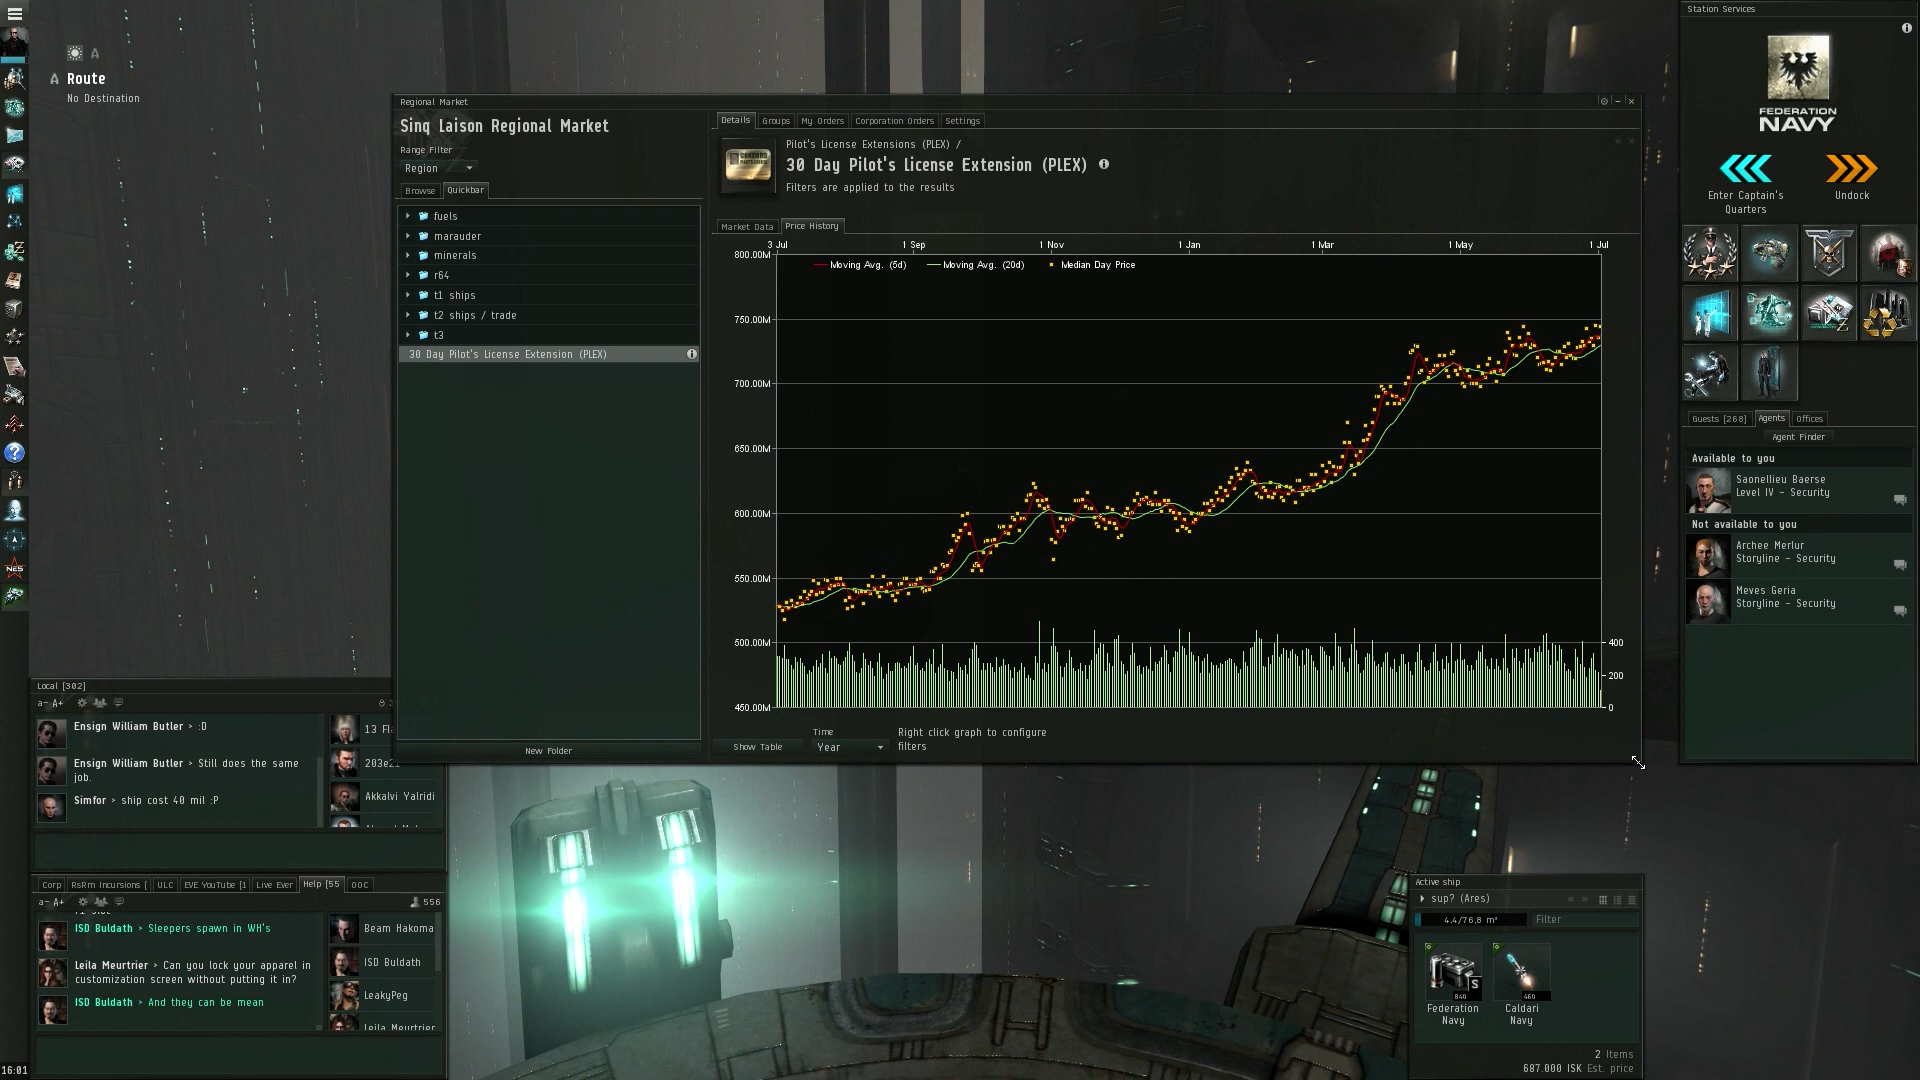 A
A Route
No Destination
Regional Market
Sinq Laison Regional Market
Range Filter
Region
Browse
Quickbar
fuels
marauder
minerals
r64
t1 ships
t2 ships / trade
t3
30 Day Pilot's License Extension (PLEX)
New Folder
Details
Groups
My Orders
Corporation Orders
Settings
Pilot's License Extensions (PLEX) /
30 Day Pilot's License Extension (PLEX)
Filters are applied to the results
Market Data
Price History
3 Jul
1 Sep
1 Nov
1 Jan
1 Mar
1 May
1 Jul
Moving Avg. (5d)
Moving Avg. (20d)
Median Day Price
800.00M
750.00M
700.00M
650.00M
600.00M
550.00M
500.00M
450.00M
400
200
0
Show Table
Time
Year
Right click graph to configure
filters
Station Services
FEDERATION
NAVY
Enter Captain's
Quarters
Undock
Guests [268]
Agents
Offices
Agent Finder
Available to you
Saonellieu Baerse
Level IV - Security
Not available to you
Archee Merlur
Storyline - Security
Meves Geria
Storyline - Security
NES
Local [302]
a- A+
Ensign William Butler > :D
Ensign William Butler > Still does the same
job.
Simfor > ship cost 40 mil :P
13 Fl
203e2
Akkalvi Yalridi
Corp
RsRm Incursions [
ULC
EVE YouTube [1
Live Ever
Help [55
OOC
a- A+
556
ISD Buldath > Sleepers spawn in WH's
Leila Meurtrier > Can you lock your apparel in
customization screen without putting it in?
ISD Buldath > And they can be mean
Beam Hakoma
ISD Buldath
LeakyPeg
Leila Meurtrier
16:01
Active ship
sup? (Ares)
4.4/76.8 m³
Filter
S
840
460
Federation
Navy
Caldari
Navy
2 Items
687.000 ISK Est. price